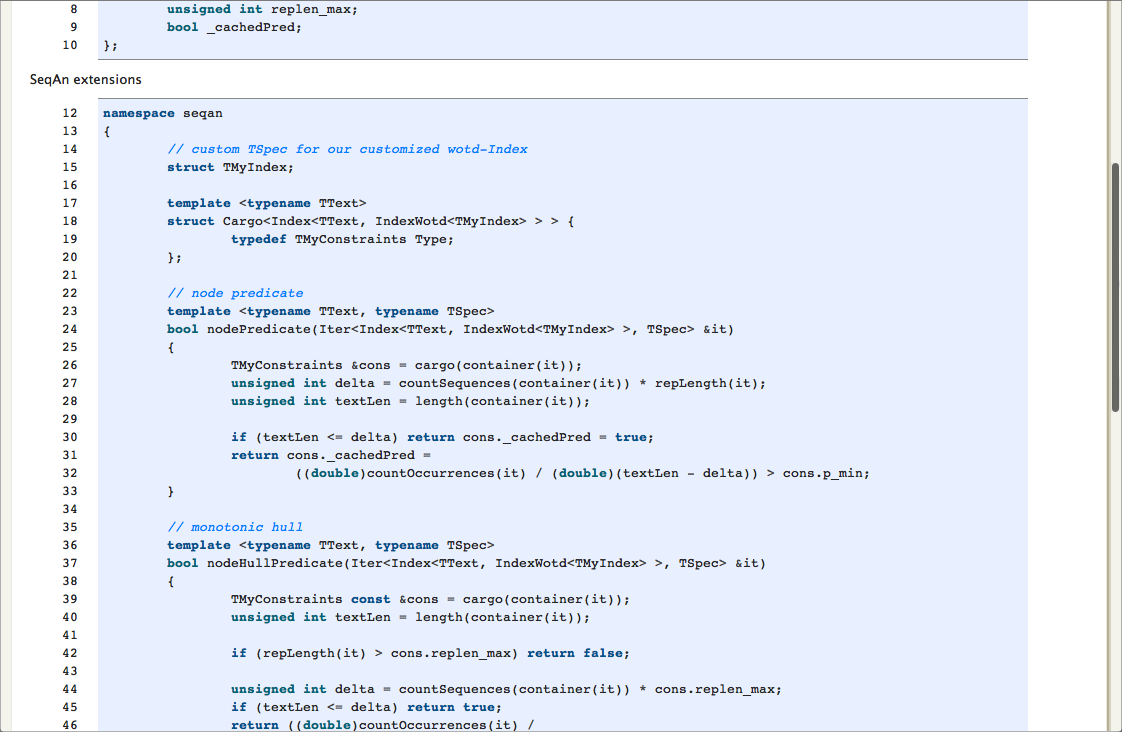 8 unsigned int replen_max;
9 bool _cachedPred;
10 };
SeqAn extensions
12 namespace seqan
13 {
14 // custom TSpec for our customized wotd-Index
15 struct TMyIndex;
16
17 template <typename TText>
18 struct Cargo<Index<TText, IndexWotd<TMyIndex> > > {
19 typedef TMyConstraints Type;
20 };
21
22 // node predicate
23 template <typename TText, typename TSpec>
24 bool nodePredicate(Iter<Index<TText, IndexWotd<TMyIndex> >, TSpec> &it)
25 {
26 TMyConstraints &cons = cargo(container(it));
27 unsigned int delta = countSequences(container(it)) * repLength(it);
28 unsigned int textLen = length(container(it));
29
30 if (textLen <= delta) return cons._cachedPred = true;
31 return cons._cachedPred =
32 ((double)countOccurrences(it) / (double)(textLen - delta)) > cons.p_min;
33 }
34
35 // monotonic hull
36 template <typename TText, typename TSpec>
37 bool nodeHullPredicate(Iter<Index<TText, IndexWotd<TMyIndex> >, TSpec> &it)
38 {
39 TMyConstraints const &cons = cargo(container(it));
40 unsigned int textLen = length(container(it));
41
42 if (repLength(it) > cons.replen_max) return false;
43
44 unsigned int delta = countSequences(container(it)) * cons.replen_max;
45 if (textLen <= delta) return true;
46 return ((double)countOccurrences(it) /